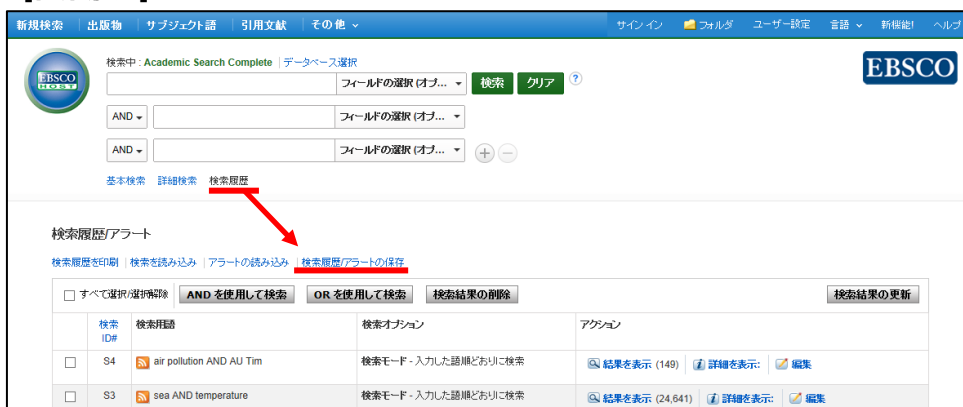 新規検索 出版物 サブジェクト語 引用文献 その他 サインイン フォルダ ユーザー設定 言語 新機能! ヘルプ
検索中 : Academic Search Complete データベース選択
EBSCO HOST
フィールドの選択 (オプ... 検索 クリア ?
EBSCO
AND フィールドの選択 (オプ...
AND フィールドの選択 (オプ...
基本検索 詳細検索 検索履歴
検索履歴/アラート
検索履歴を印刷 検索を読み込み アラートの読み込み 検索履歴/アラートの保存
すべて選択/選択解除 AND を使用して検索 OR を使用して検索 検索結果の削除 検索結果の更新
検索 ID# 検索用語 検索オプション アクション
S4 air pollution AND AU Tim 検索モード - 入力した語順どおりに検索 結果を表示 (149) 詳細を表示: 編集
S3 sea AND temperature 検索モード - 入力した語順どおりに検索 結果を表示 (24,641) 詳細を表示: 編集